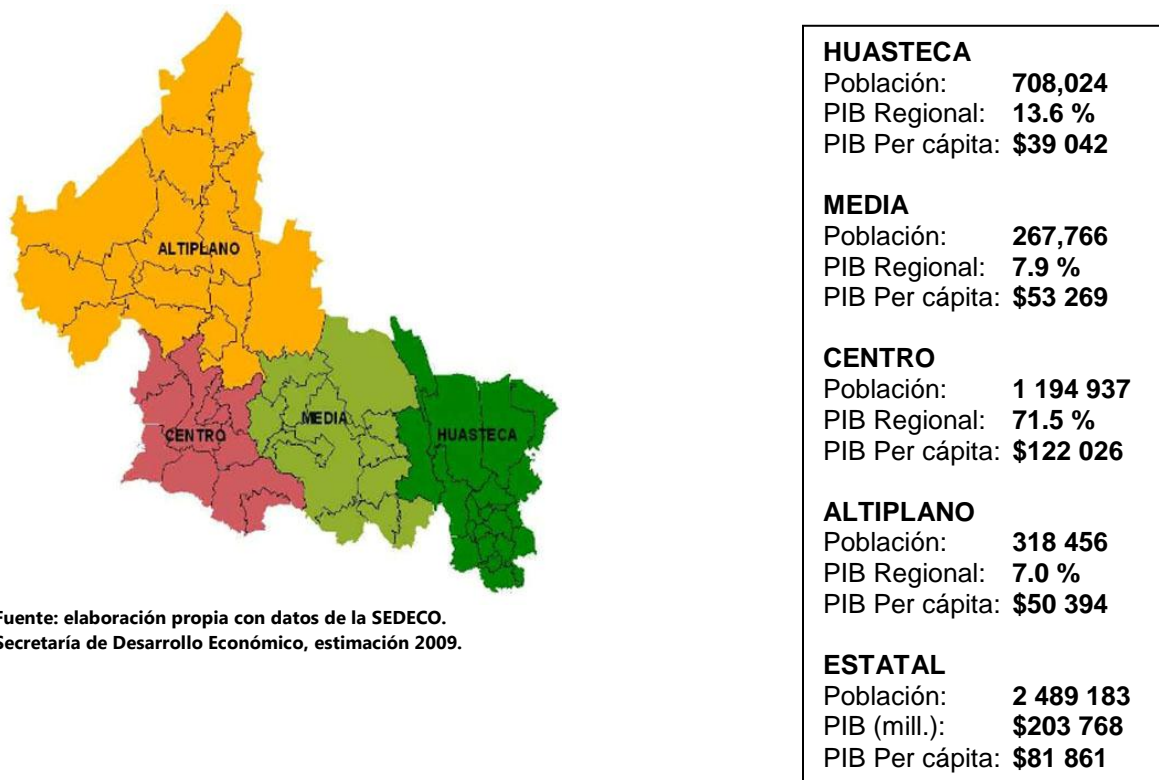 ALTIPLANO
CENTRO
MEDIA
HUASTECA
Fuente: elaboración propia con datos de la SEDECO.
Secretaría de Desarrollo Económico, estimación 2009.
HUASTECA
Población: 708,024
PIB Regional: 13.6 %
PIB Per cápita: $39 042
MEDIA
Población: 267,766
PIB Regional: 7.9 %
PIB Per cápita: $53 269
CENTRO
Población: 1 194 937
PIB Regional: 71.5 %
PIB Per cápita: $122 026
ALTIPLANO
Población: 318 456
PIB Regional: 7.0 %
PIB Per cápita: $50 394
ESTATAL
Población: 2 489 183
PIB (mill.): $203 768
PIB Per cápita: $81 861